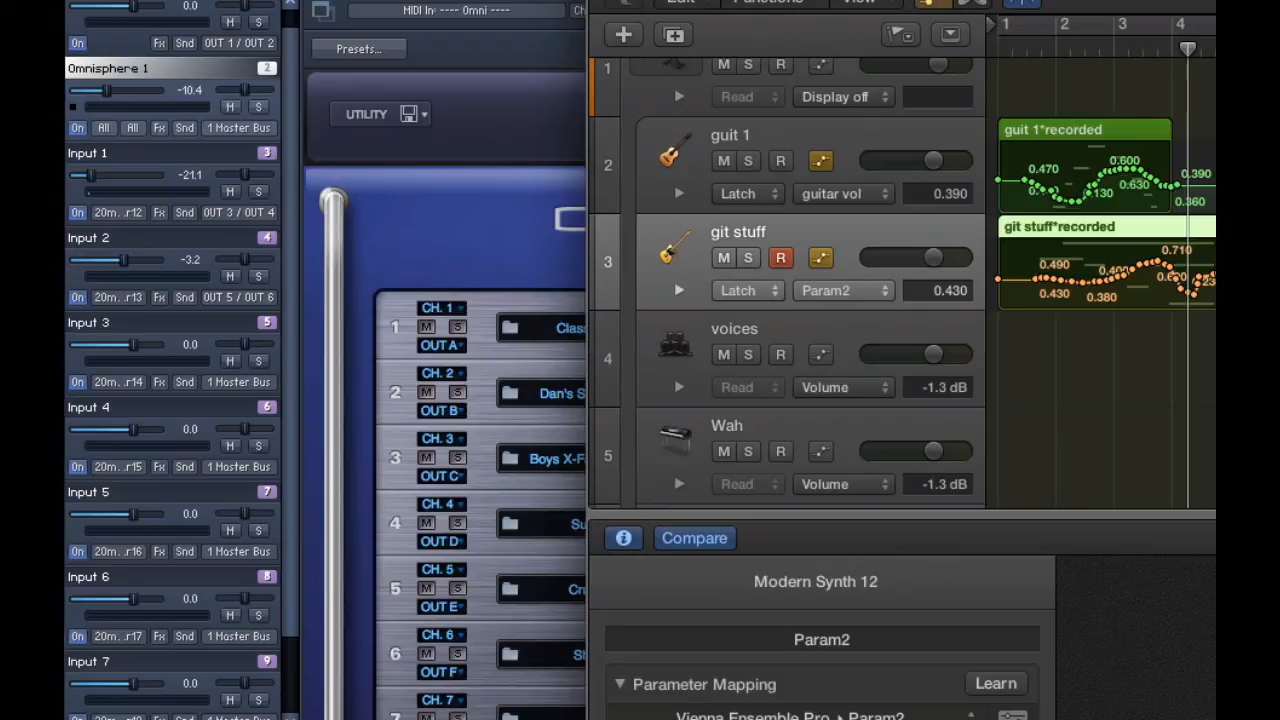 0.0
M S
On Fx Snd OUT 1 / OUT 2
Omnisphere 1 2
-10.4
M S
On All All Fx Snd 1 Master Bus
Input 1 3
-21.1
M S
On 20m. .r12 Fx Snd OUT 3 / OUT 4
Input 2 4
-3.2
M S
On 20m. .r13 Fx Snd OUT 5 / OUT 6
Input 3 5
0.0
M S
On 20m. .r14 Fx Snd 1 Master Bus
Input 4 6
0.0
M S
On 20m. .r15 Fx Snd 1 Master Bus
Input 5 7
0.0
M S
On 20m. .r16 Fx Snd 1 Master Bus
Input 6 8
0.0
M S
On 20m. .r17 Fx Snd 1 Master Bus
Input 7 9
0.0
M S
MIDI In: ---- Omni ----
Presets...
UTILITY
CH. 1
1 M S Clas
OUT A
CH. 2
2 M S Dan's S
OUT B
CH. 3
3 M S Boys X-F
OUT C
CH. 4
4 M S Su
OUT D
CH. 5
5 M S
OUT E
CH. 6
6 M S
OUT F
CH. 7
Edit Functions View
1 2 3 4
1 M S R
Read Display off
guit 1
2 M S R
Latch guitar vol 0.390
git stuff
3 M S R
Latch Param2 0.430
voices
4 M S R
Read Volume -1.3 dB
Wah
5 M S R
Read Volume -1.3 dB
guit 1*recorded
0.470 0.600 0.390
0.630 0.360
git stuff*recorded
0.710
0.490
0.430 0.380
Compare
Modern Synth 12
Param2
Parameter Mapping Learn
Vienna Ensemble Pro Param2